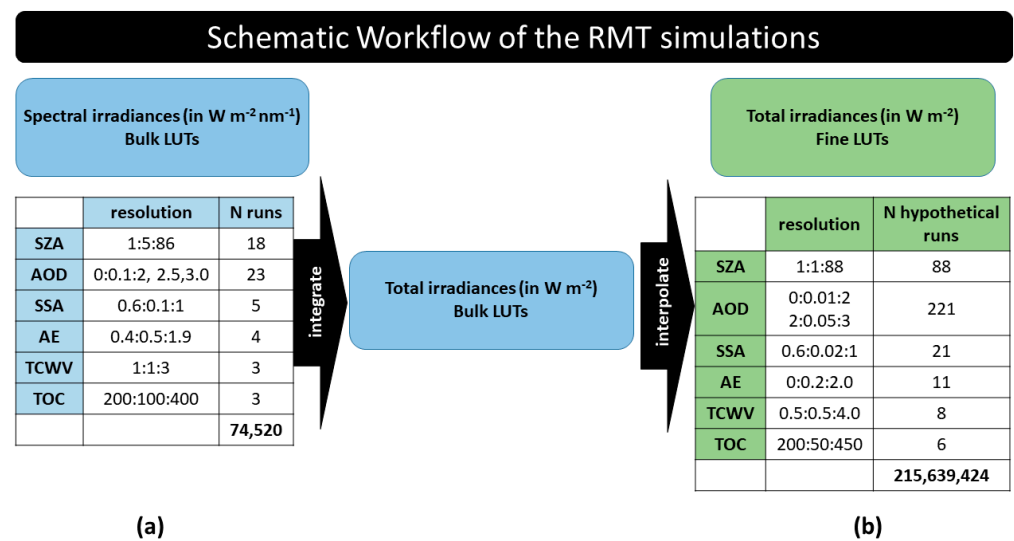 Schematic Workflow of the RMT simulations
Spectral irradiances (in W m-2 nm-1)
Bulk LUTs
resolution N runs
SZA 1:5:86 18
AOD 0:0.1:2, 2.5,3.0 23
SSA 0.6:0.1:1 5
AE 0.4:0.5:1.9 4
TCWV 1:1:3 3
TOC 200:100:400 3
74,520
(a)
integrate
Total irradiances (in W m-2)
Bulk LUTs
interpolate
Total irradiances (in W m-2)
Fine LUTs
resolution N hypothetical
runs
SZA 1:1:88 88
AOD 0:0.01:2
2:0.05:3 221
SSA 0.6:0.02:1 21
AE 0:0.2:2.0 11
TCWV 0.5:0.5:4.0 8
TOC 200:50:450 6
215,639,424
(b)